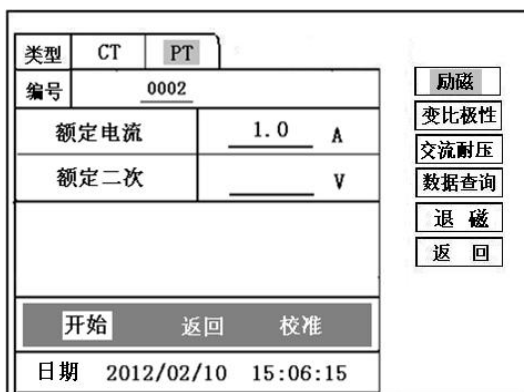 类型 CT PT
编号 0002
额定电流 1.0 A
额定二次 V
开始 返回 校准
日期 2012/02/10 15:06:15
励磁
变比极性
交流耐压
数据查询
退 磁
返 回